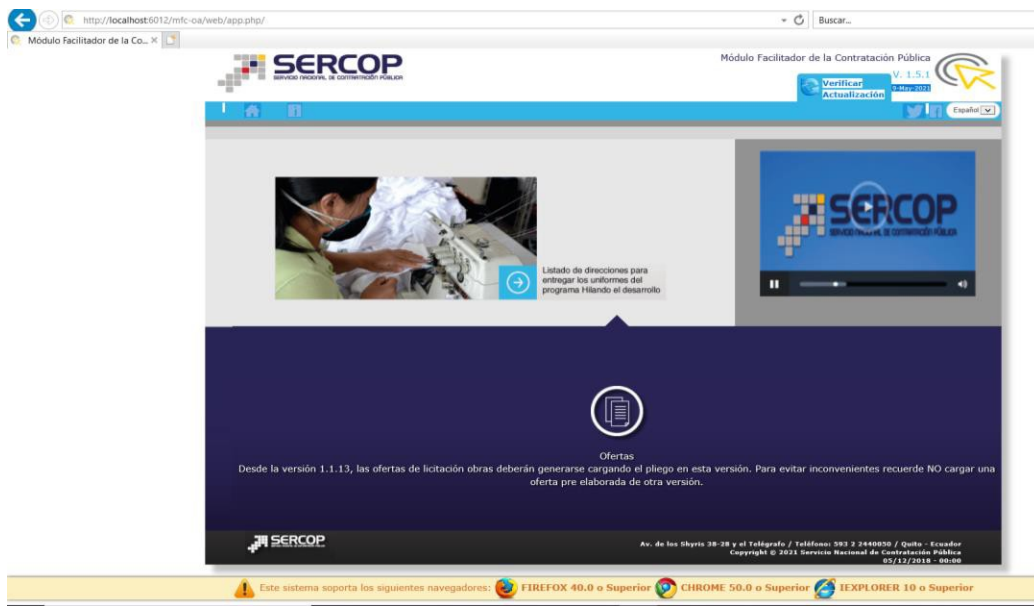 http://localhost:6012/mfc-oa/web/app.php/
Buscar...
Módulo Facilitador de la Co...
SERCOP
SERVICIO NACIONAL DE CONTRATACIÓN PÚBLICA
Módulo Facilitador de la Contratación Pública
V. 1.5.1
Verificar
Actualización
Español
SERCOP
SERVICIO NACIONAL DE CONTRATACIÓN PÚBLICA
Listado de direcciones para
entregar los uniformes del
programa Hilando el desarrollo
Ofertas
Desde la versión 1.1.13, las ofertas de licitación obras deberán generarse cargando el pliego en esta versión. Para evitar inconvenientes recuerde NO cargar una
oferta pre elaborada de otra versión.
SERCOP
Av. de los Shyris 38-28 y el Telégrafo / Teléfono: 593 2 2440050 / Quito - Ecuador
Copyright © 2021 Servicio Nacional de Contratación Pública
05/12/2018 - 00:00
Este sistema soporta los siguientes navegadores: FIREFOX 40.0 o Superior CHROME 50.0 o Superior IEXPLORER 10 o Superior